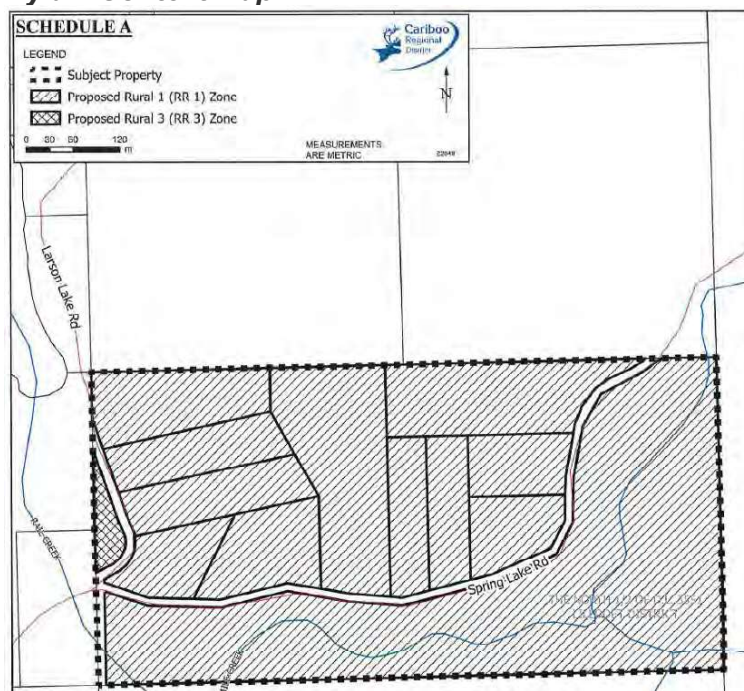 SCHEDULE A
LEGEND
Subject Property
Proposed Rural 1 (RR 1) Zone
Proposed Rural 3 (RR 3) Zone
0 30 60 120
m
Cariboo
Regional
District
N
MEASUREMENTS
ARE METRIC
22649
Larson Lake Rd
Spring Lake Rd